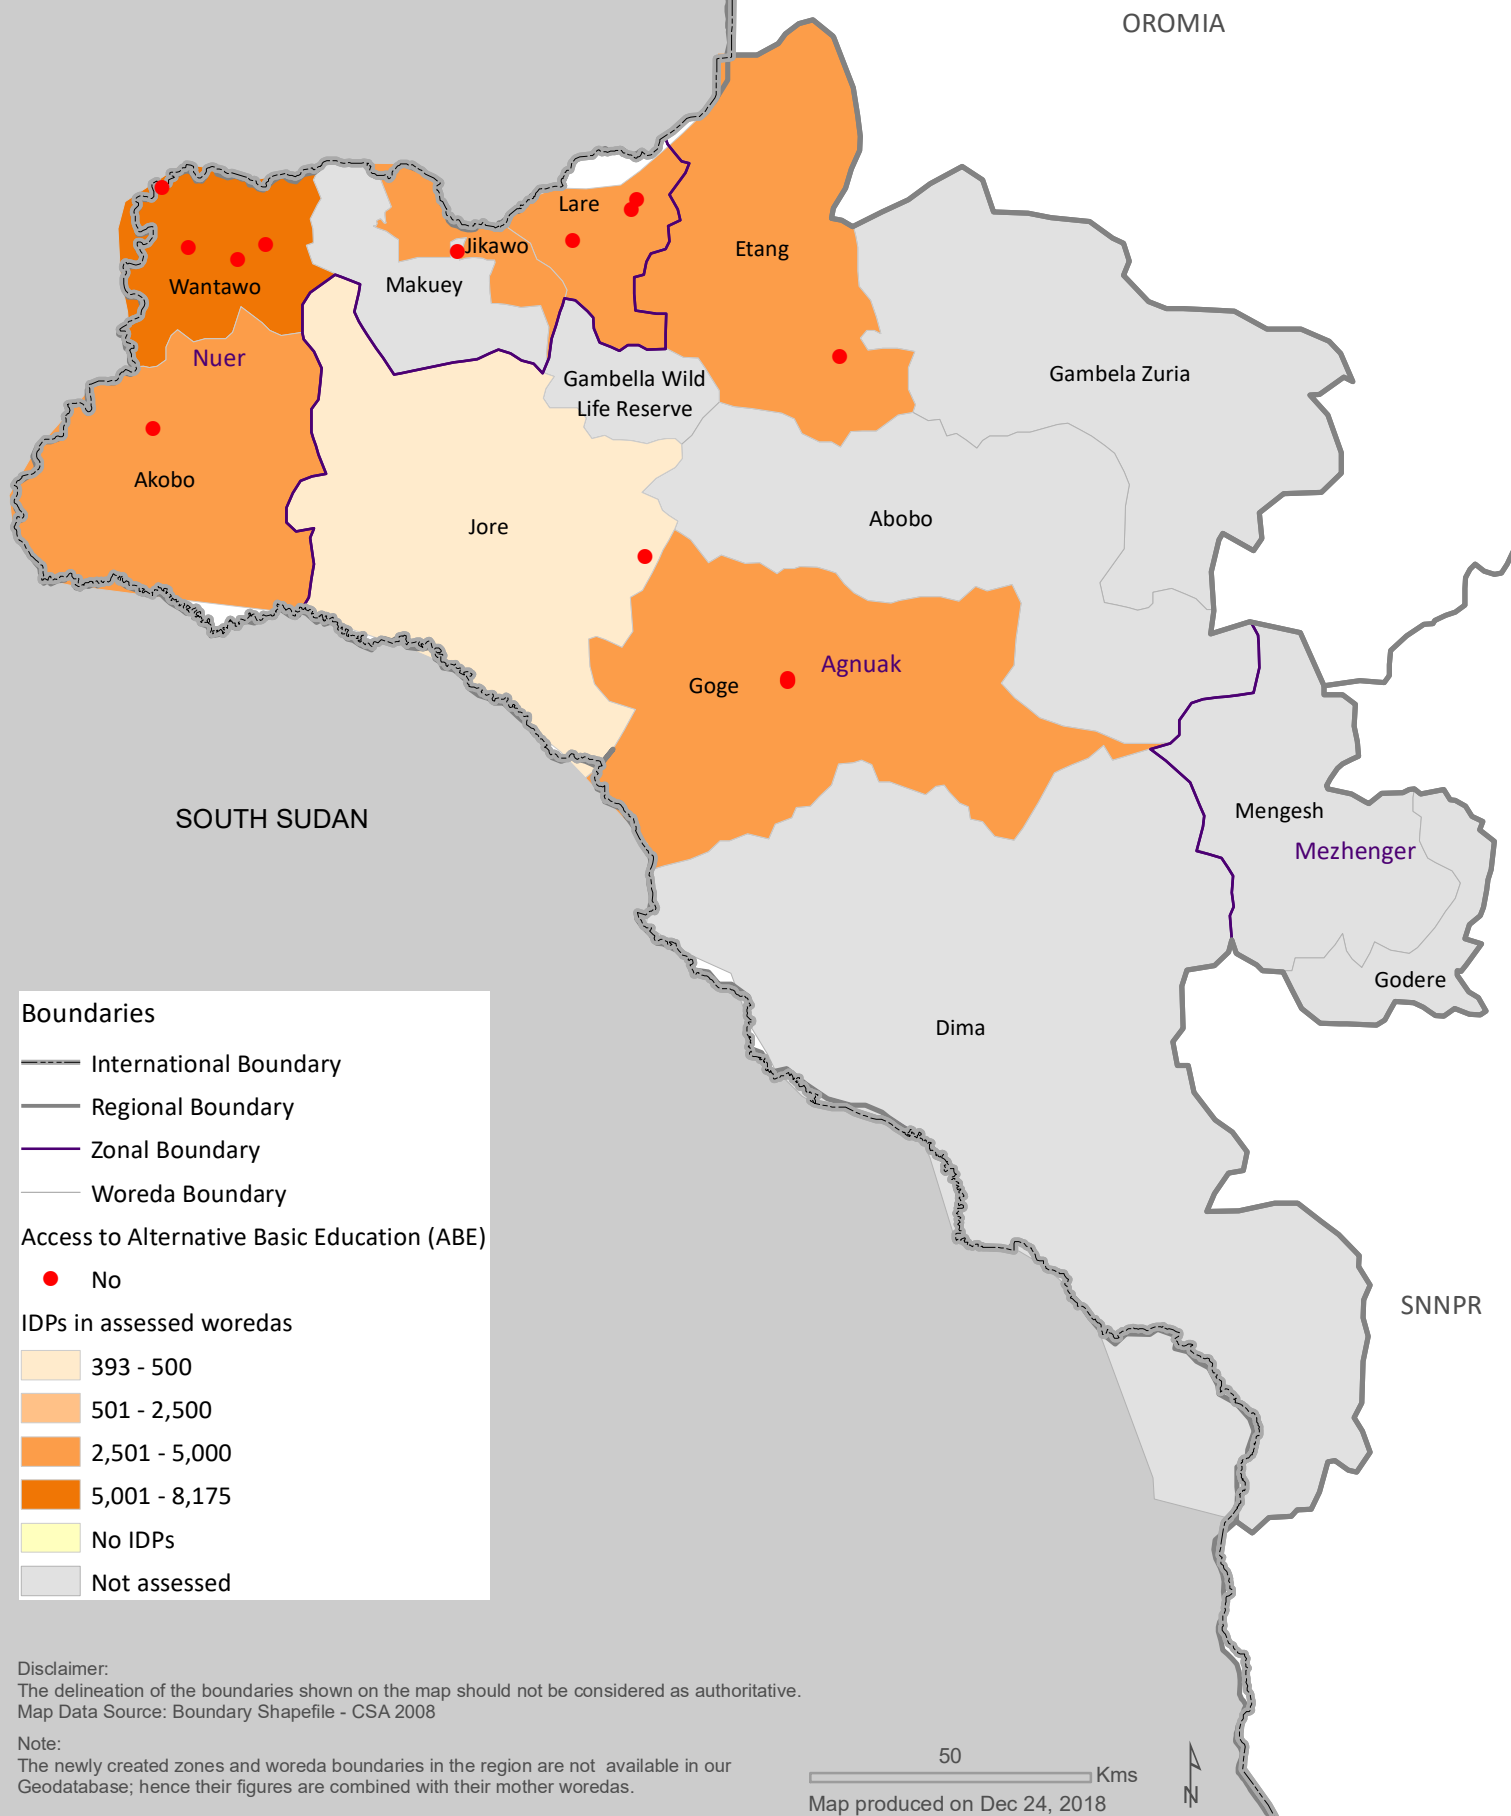 OROMIA
Lare
Jikawo
Etang
Makuey
Wantawo
Nuer
Gambella Wild
Life Reserve
Gambela Zuria
Akobo
Jore
Abobo
Agnuak
Goge
SOUTH SUDAN
Mengesh
Mezhenger
Godere
Dima
SNNPR
Boundaries
International Boundary
Regional Boundary
Zonal Boundary
Woreda Boundary
Access to Alternative Basic Education (ABE)
No
IDPs in assessed woredas
393 - 500
501 - 2,500
2,501 - 5,000
5,001 - 8,175
No IDPs
Not assessed
Disclaimer:
The delineation of the boundaries shown on the map should not be considered as authoritative.
Map Data Source: Boundary Shapefile - CSA 2008
Note:
The newly created zones and woreda boundaries in the region are not available in our
Geodatabase; hence their figures are combined with their mother woredas.
50
Kms
N
Map produced on Dec 24, 2018